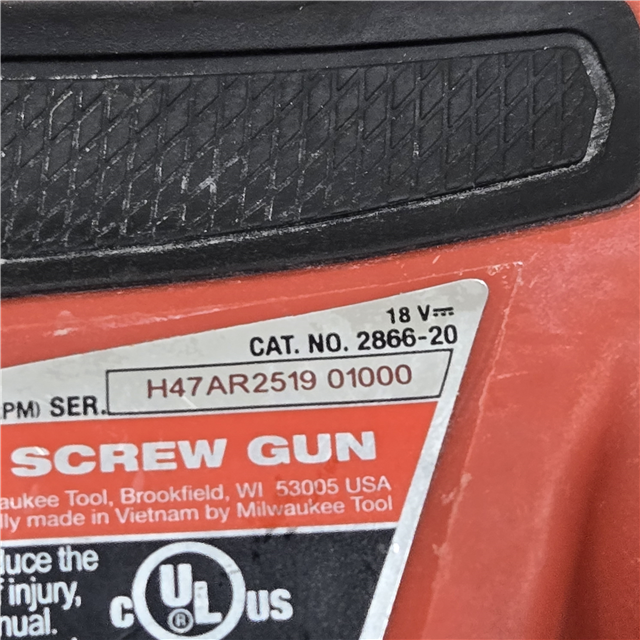 18 V⎓
CAT. NO. 2866-20
PM) SER. H47AR2519 01000
SCREW GUN
aukee Tool, Brookfield, WI 53005 USA
lly made in Vietnam by Milwaukee Tool
duce the
f injury,
nual.
C UL ® US